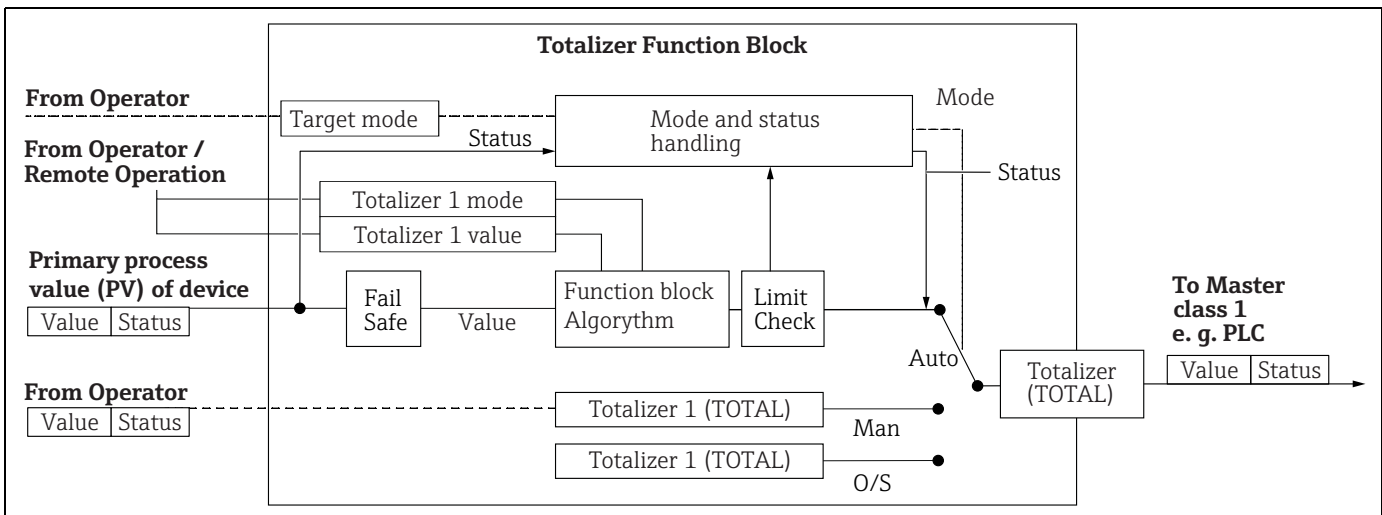 Totalizer Function Block
From Operator
Target mode
Mode and status
handling
Mode
Status
Status
From Operator /
Remote Operation
Totalizer 1 mode
Totalizer 1 value
Primary process
value (PV) of device
Value Status
Fail
Safe
Value
Function block
Algorythm
Limit
Check
Auto
To Master
class 1
e. g. PLC
Totalizer
(TOTAL)
Value Status
From Operator
Value Status
Totalizer 1 (TOTAL)
Man
Totalizer 1 (TOTAL)
O/S